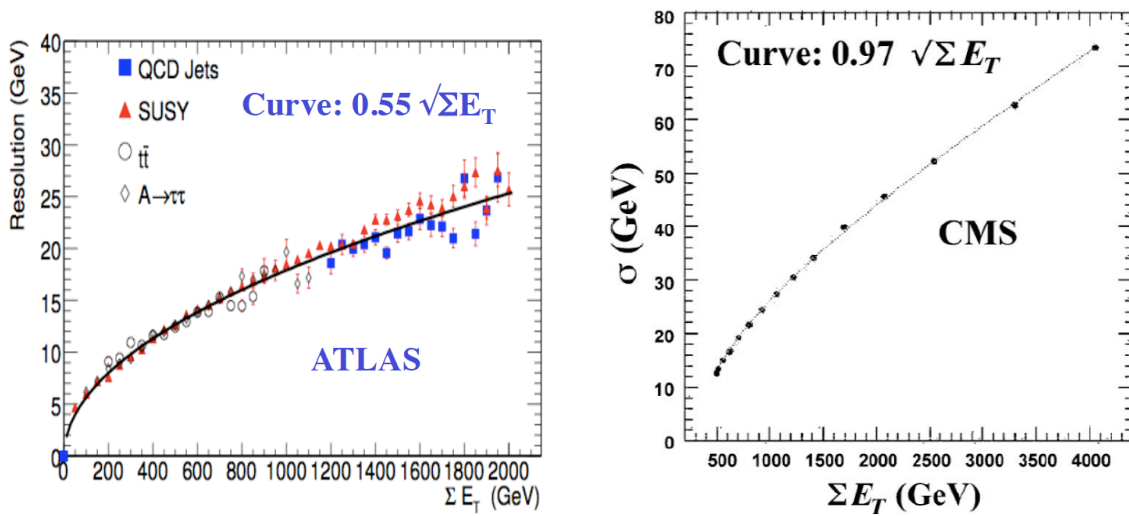 Resolution (GeV)
40
35
30
25
20
15
10
5
0
QCD Jets
SUSY
tt̄
A→ττ
Curve: 0.55 √ΣE_T
ATLAS
0 200 400 600 800 1000 1200 1400 1600 1800 2000
Σ E_T (GeV)
σ (GeV)
80
70
60
50
40
30
20
10
0
Curve: 0.97 √Σ E_T
CMS
500 1000 1500 2000 2500 3000 3500 4000
Σ E_T (GeV)